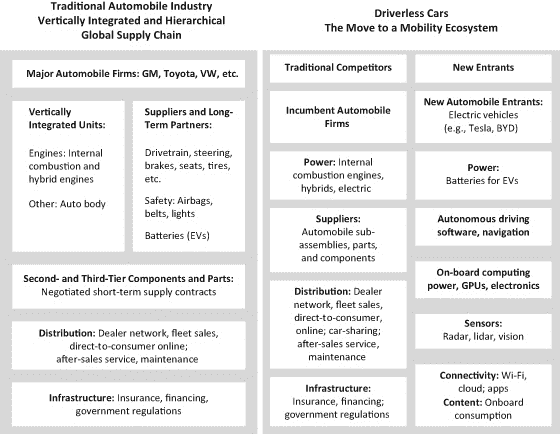 Traditional Automobile Industry
Vertically Integrated and Hierarchical
Global Supply Chain
Major Automobile Firms: GM, Toyota, VW, etc.
Vertically
Integrated Units:
Engines: Internal
combustion and
hybrid engines
Other: Auto body
Suppliers and Long-
Term Partners:
Drivetrain, steering,
brakes, seats, tires,
etc.
Safety: Airbags,
belts, lights
Batteries (EVs)
Second- and Third-Tier Components and Parts:
Negotiated short-term supply contracts
Distribution: Dealer network, fleet sales,
direct-to-consumer online;
after-sales service, maintenance
Infrastructure: Insurance, financing,
government regulations
Driverless Cars
The Move to a Mobility Ecosystem
Traditional Competitors
Incumbent Automobile
Firms
Power: Internal
combustion engines,
hybrids, electric
Suppliers:
Automobile sub-
assemblies, parts,
and components
Distribution: Dealer
network, fleet sales,
direct-to-consumer,
online; car-sharing;
after-sales service,
maintenance
Infrastructure:
Insurance, financing;
government regulations
New Entrants
New Automobile Entrants:
Electric vehicles
(e.g., Tesla, BYD)
Power:
Batteries for EVs
Autonomous driving
software, navigation
On-board computing
power, GPUs, electronics
Sensors:
Radar, lidar, vision
Connectivity: Wi-Fi,
cloud; apps
Content: Onboard
consumption